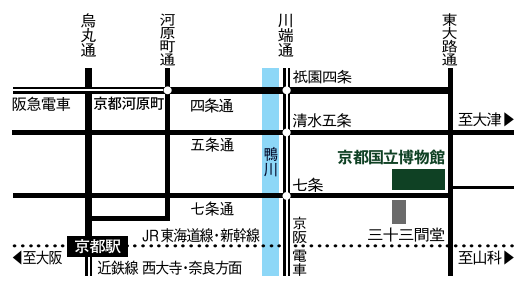 烏丸通
河原町通
川端通
東大路通
祇園四条
阪急電車
京都河原町
四条通
清水五条
至大津▶
五条通
鴨川
京都国立博物館
七条
七条通
三十三間堂
京阪電車
JR東海道線・新幹線
京都駅
◀至大阪
至山科▶
近鉄線 西大寺・奈良方面